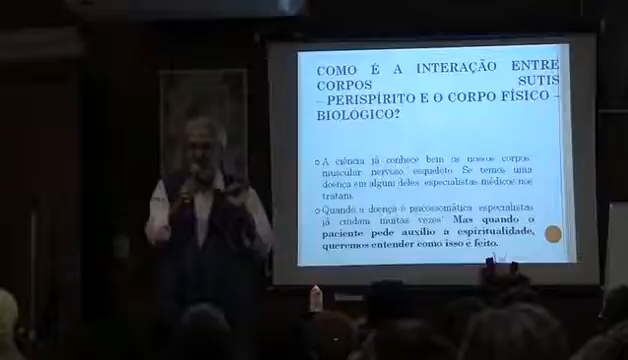 COMO É A INTERAÇÃO ENTRE
CORPOS SUTIS
– PERISPÍRITO E O CORPO FÍSICO -
BIOLÓGICO?
A ciência já conhece bem os nossos corpos
muscular nervoso esqueleto Se temos uma
doença em algum deles especialistas médicos nos
tratam.
Quando a doença é psicossomática especialistas
já cuidam muitas vezes Mas quando o
paciente pede auxílio a espíritualidade,
queremos entender como isso é feito.